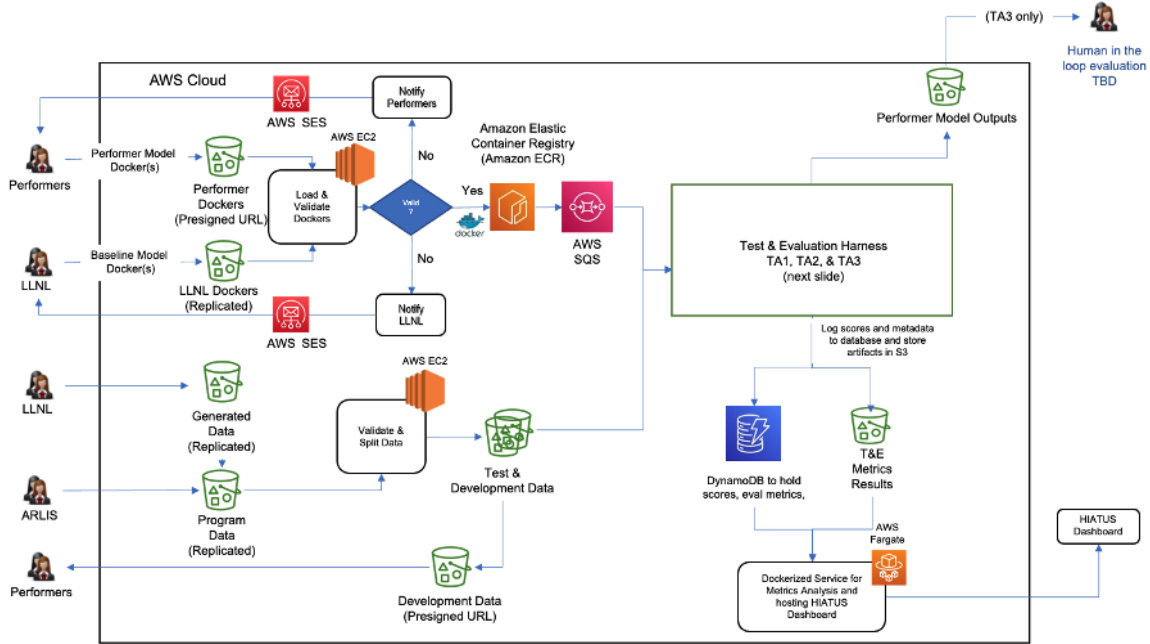 (TA3 only)
Human in the
loop evaluation
TBD
AWS Cloud
Notify
Performers
AWS SES
Performer Model Outputs
AWS EC2
Amazon Elastic
Container Registry
(Amazon ECR)
No
Performer Model
Docker(s)
Performers
Performer
Dockers
(Presigned URL)
Load &
Validate
Dockers
Valid
?
Yes
docker
AWS
SQS
Test & Evaluation Harness
TA1, TA2, & TA3
(next slide)
Baseline Model
Docker(s)
LLNL
LLNL Dockers
(Replicated)
No
Notify
LLNL
AWS SES
Log scores and metadata
to database and store
artifacts in S3
AWS EC2
LLNL
Generated
Data
(Replicated)
Validate &
Split Data
Test &
Development Data
T&E
Metrics
Results
DynamoDB to hold
scores, eval metrics,
ARLIS
Program
Data
(Replicated)
AWS
Fargate
HIATUS
Dashboard
Performers
Development Data
(Presigned URL)
Dockerized Service for
Metrics Analysis and
hosting HIATUS
Dashboard